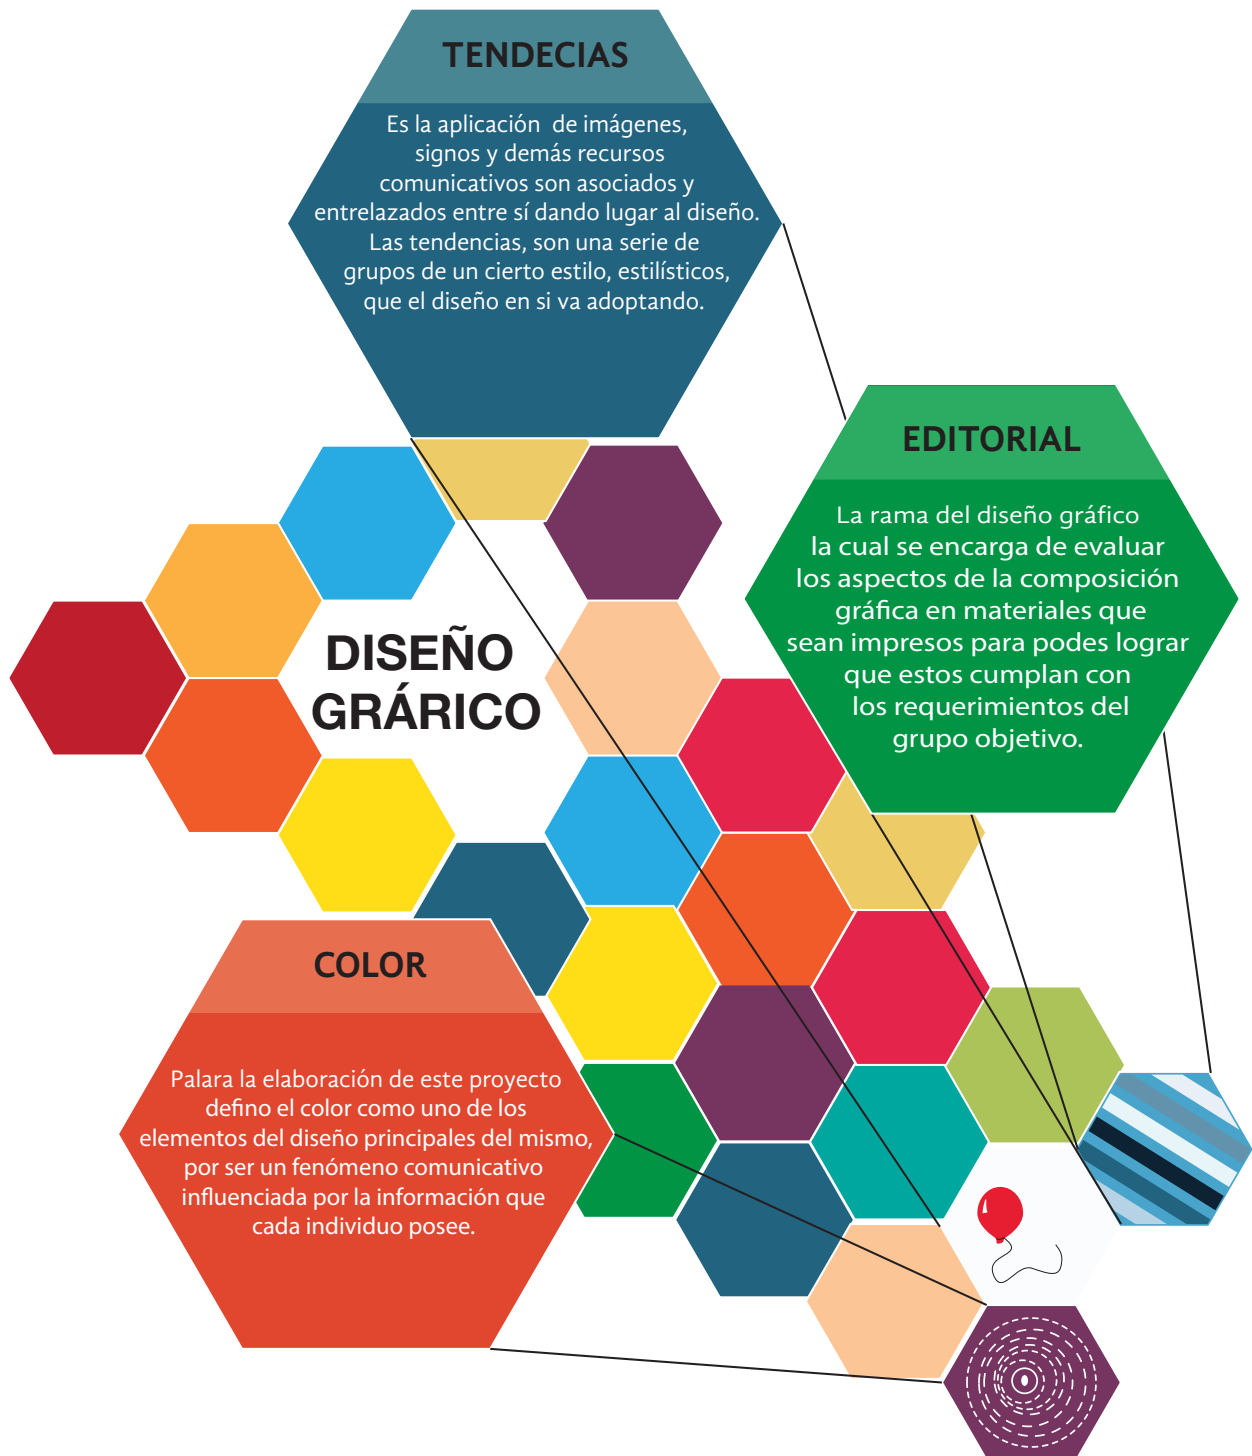 TENDECIAS
Es la aplicación de imágenes,
signos y demás recursos
comunicativos son asociados y
entrelazados entre sí dando lugar al diseño.
Las tendencias, son una serie de
grupos de un cierto estilo, estilísticos,
que el diseño en si va adoptando.
EDITORIAL
La rama del diseño gráfico
la cual se encarga de evaluar
los aspectos de la composición
gráfica en materiales que
sean impresos para podes lograr
que estos cumplan con
los requerimientos del
grupo objetivo.
DISEÑO
GRÁRICO
COLOR
Palara la elaboración de este proyecto
defino el color como uno de los
elementos del diseño principales del mismo,
por ser un fenómeno comunicativo
influenciada por la información que
cada individuo posee.